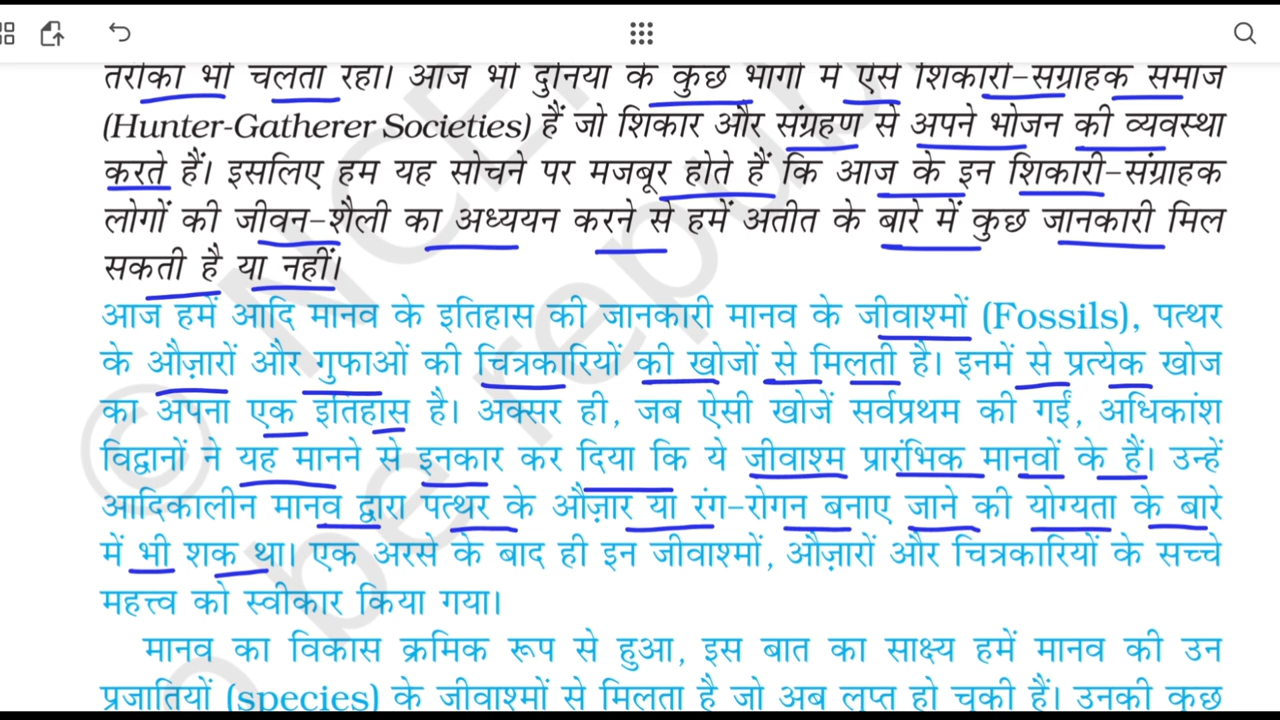 तरीका भी चलता रहा। आज भी दुनिया के कुछ भागों में ऐसे शिकारी-संग्राहक समाज
(Hunter-Gatherer Societies) हैं जो शिकार और संग्रहण से अपने भोजन की व्यवस्था
करते हैं। इसलिए हम यह सोचने पर मजबूर होते हैं कि आज के इन शिकारी-संग्राहक
लोगों की जीवन-शैली का अध्ययन करने से हमें अतीत के बारे में कुछ जानकारी मिल
सकती है या नहीं।
आज हमें आदि मानव के इतिहास की जानकारी मानव के जीवाश्मों (Fossils), पत्थर
के औज़ारों और गुफाओं की चित्रकारियों की खोजों से मिलती है। इनमें से प्रत्येक खोज
का अपना एक इतिहास है। अक्सर ही, जब ऐसी खोजें सर्वप्रथम की गईं, अधिकांश
विद्वानों ने यह मानने से इनकार कर दिया कि ये जीवाश्म प्रारंभिक मानवों के हैं। उन्हें
आदिकालीन मानव द्वारा पत्थर के औज़ार या रंग-रोगन बनाए जाने की योग्यता के बारे
में भी शक था। एक अरसे के बाद ही इन जीवाश्मों, औज़ारों और चित्रकारियों के सच्चे
महत्त्व को स्वीकार किया गया।
मानव का विकास क्रमिक रूप से हुआ, इस बात का साक्ष्य हमें मानव की उन
प्रजातियों (species) के जीवाश्मों से मिलता है जो अब लुप्त हो चुकी हैं। उनकी कुछ